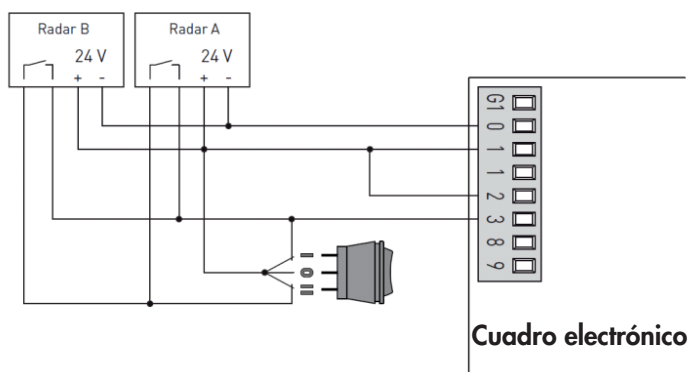 Radar B
24 V
+ -
Radar A
24 V
+ -
G1
0
1
1
2
3
8
9
I
0
II
Cuadro electrónico